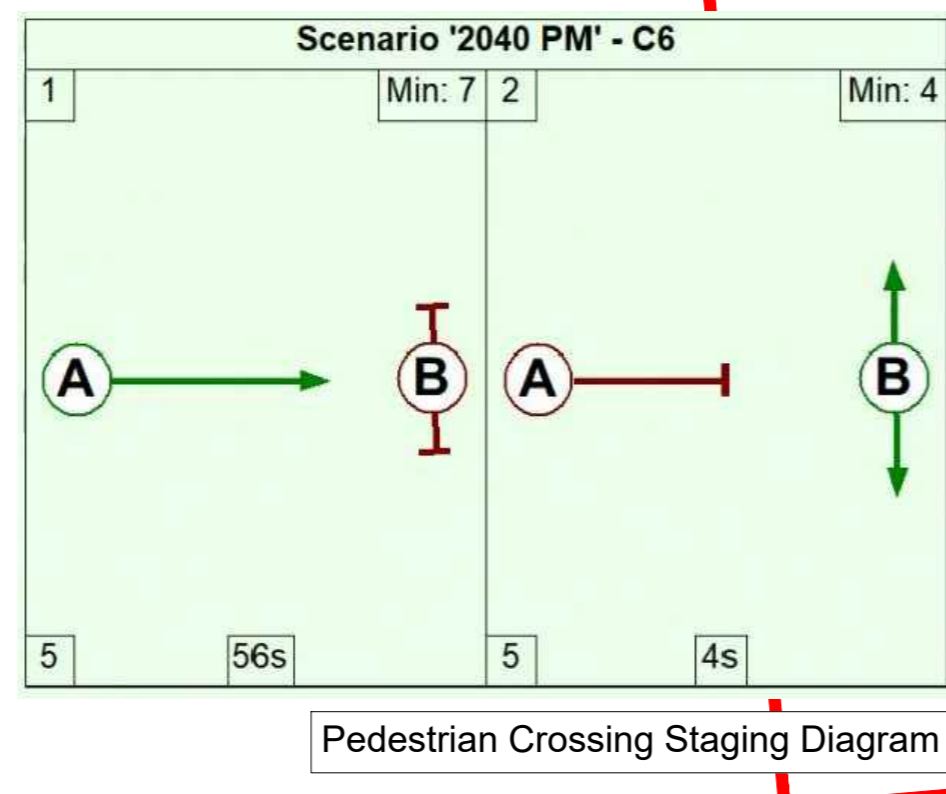 Scenario '2040 PM' - C6
1 Min: 7 2 Min: 4
A B A B
5 56s 5 4s
Pedestrian Crossing Staging Diagram